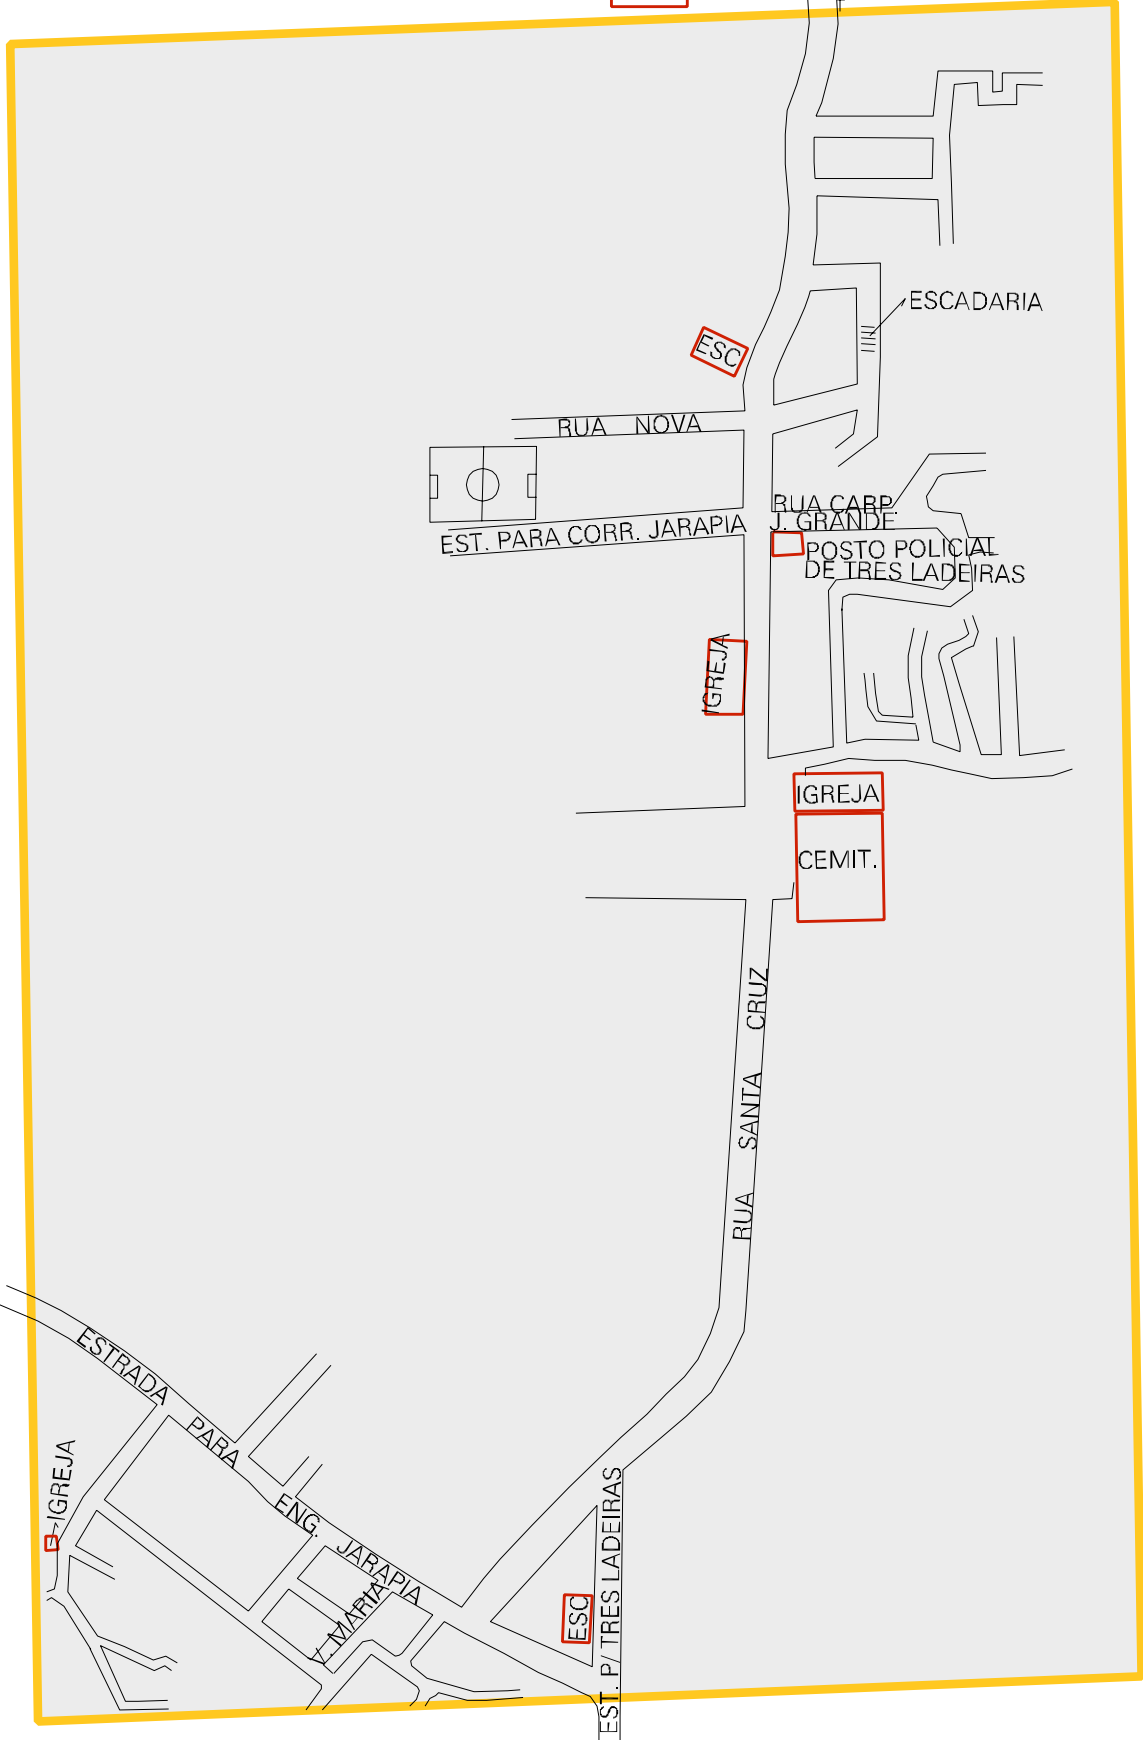 ESCADARIA
ESC
RUA NOVA
RUA CARP.
J. GRANDE
EST. PARA CORR. JARAPIA
POSTO POLICIAL
DE TRES LADEIRAS
IGREJA
IGREJA
CEMIT.
RUA SANTA CRUZ
ESTRADA PARA ENG. JARAPIA
IGREJA
V. MARIA
ESC
EST. P/ TRES LADEIRAS